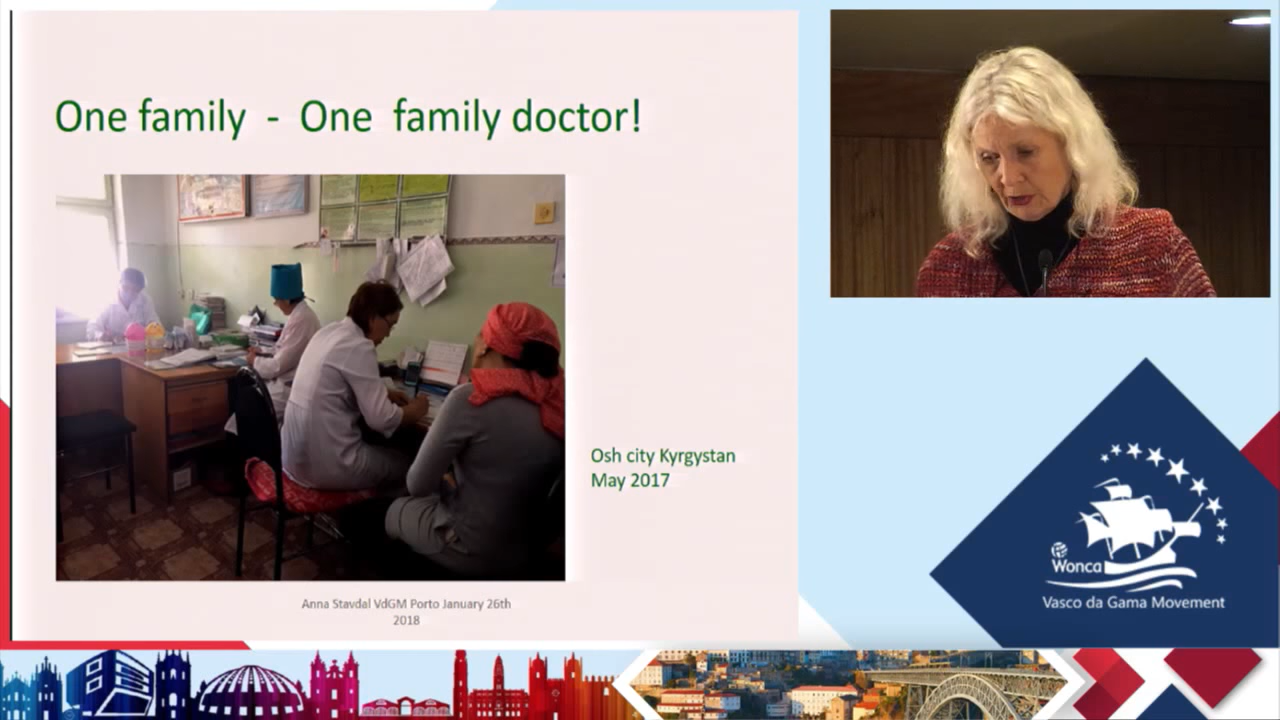 One family - One family doctor!
Osh city Kyrgystan
May 2017
Anna Stavdal VdGM Porto January 26th
2018
Wonca
Vasco da Gama Movement